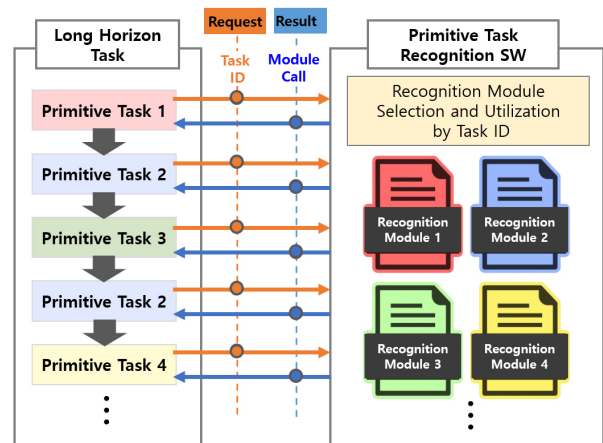 Long Horizon
Task
Request
Result
Primitive Task
Recognition SW
Task
ID
Module
Call
Primitive Task 1
Primitive Task 2
Primitive Task 3
Primitive Task 2
Primitive Task 4
Recognition Module
Selection and Utilization
by Task ID
Recognition
Module 1
Recognition
Module 2
Recognition
Module 3
Recognition
Module 4